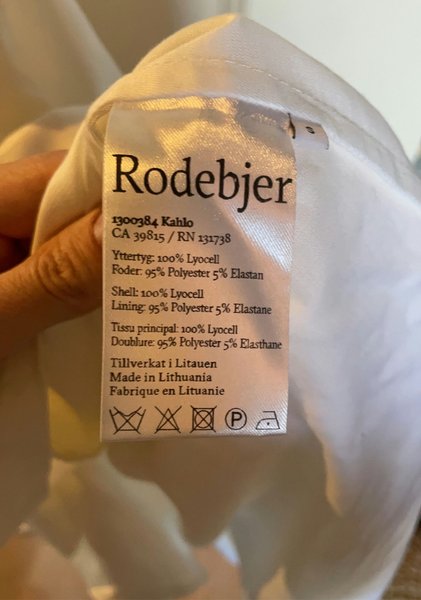 Rodebjer
1300384 Kahlo
CA 39815 / RN 131738
Yttertyg: 100% Lyocell
Foder: 95% Polyester 5% Elastan
Shell: 100% Lyocell
Lining: 95% Polyester 5% Elastane
Tissu principal: 100% Lyocell
Doublure: 95% Polyester 5% Elasthane
Tillverkat i Litauen
Made in Lithuania
Fabrique en Lituanie
P